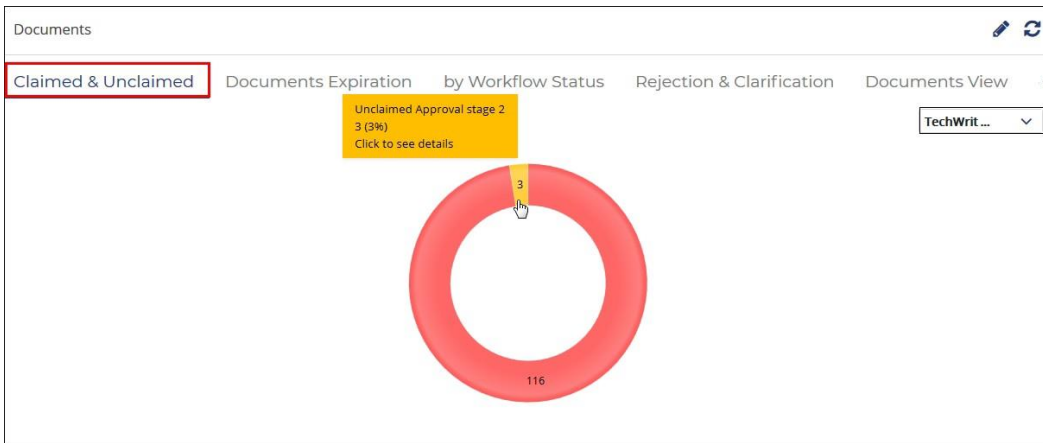 Documents
Claimed & Unclaimed Documents Expiration by Workflow Status Rejection & Clarification Documents View
Unclaimed Approval stage 2
3 (3%)
Click to see details
TechWrit ...
3
116